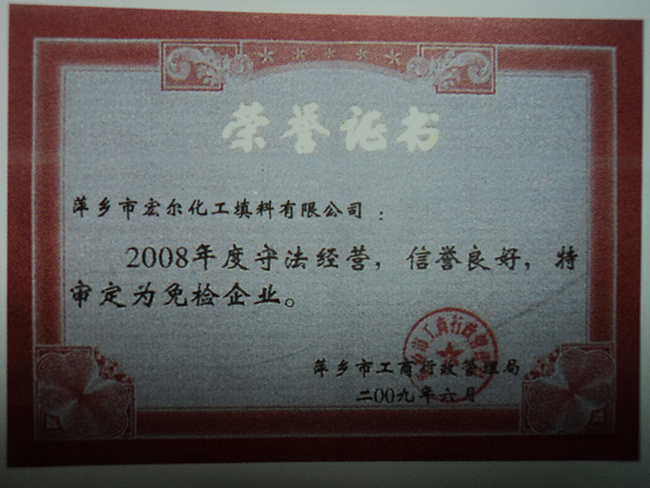 荣誉证书
萍乡市宏尔化工填料有限公司：
2008年度守法经营，信誉良好，特
审定为免检企业。
萍乡市工商行政管理局
二00九年六月